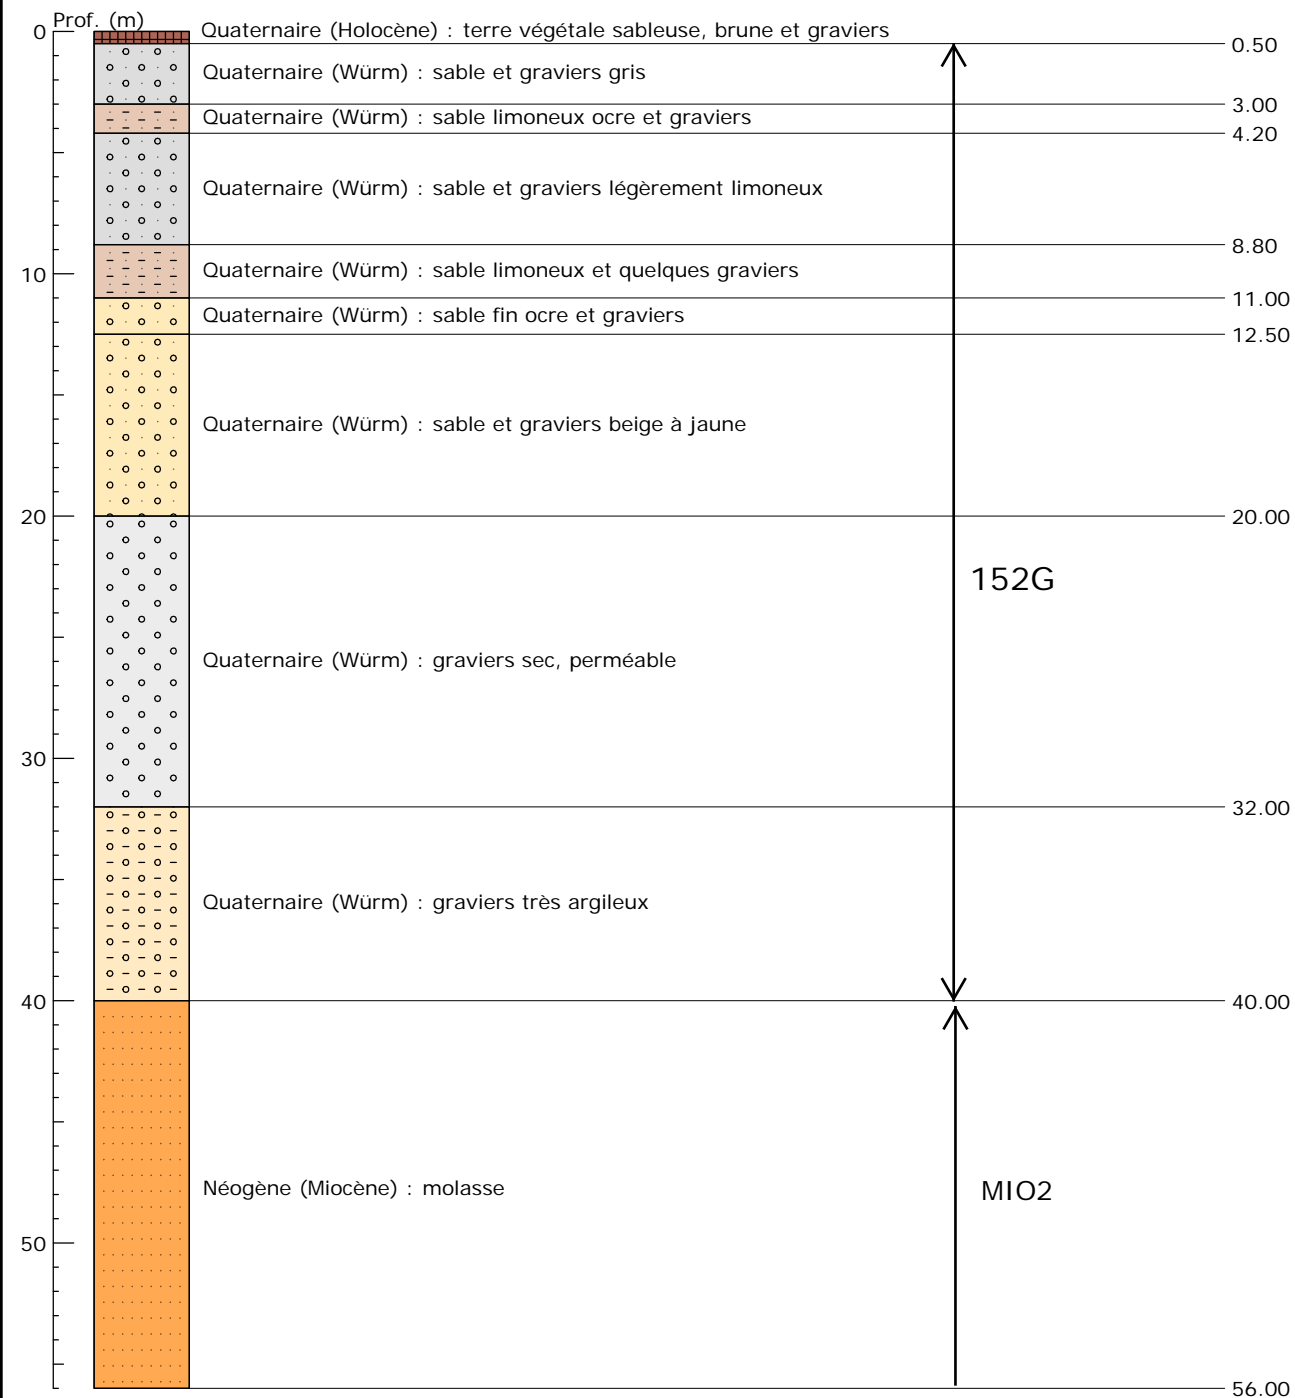 Prof. (m)
0
Quaternaire (Holocène) : terre végétale sableuse, brune et graviers
0.50
Quaternaire (Würm) : sable et graviers gris
3.00
Quaternaire (Würm) : sable limoneux ocre et graviers
4.20
Quaternaire (Würm) : sable et graviers légèrement limoneux
8.80
10
Quaternaire (Würm) : sable limoneux et quelques graviers
11.00
Quaternaire (Würm) : sable fin ocre et graviers
12.50
Quaternaire (Würm) : sable et graviers beige à jaune
20
20.00
152G
Quaternaire (Würm) : graviers sec, perméable
30
32.00
Quaternaire (Würm) : graviers très argileux
40
40.00
Néogène (Miocène) : molasse
MIO2
50
56.00